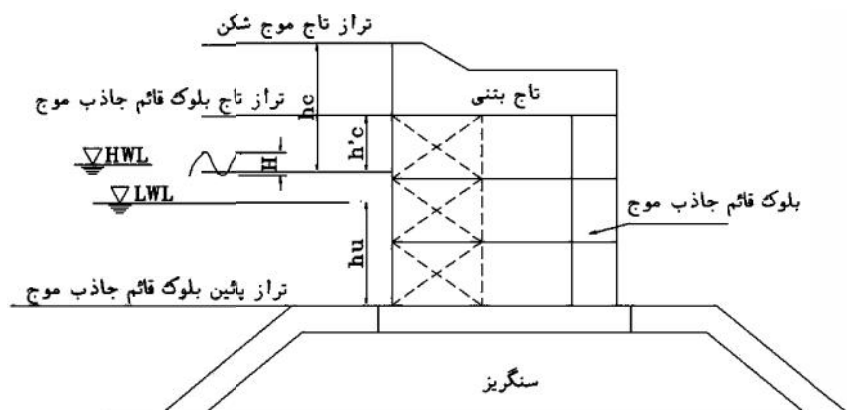 تراز تاج موج شکن
تراز تاج بلوک قائم جاذب موج
تاج بتنی
hc
h'c
H
HWL
LWL
hu
بلوک قائم جاذب موج
تراز پائین بلوک قائم جاذب موج
سنگریز